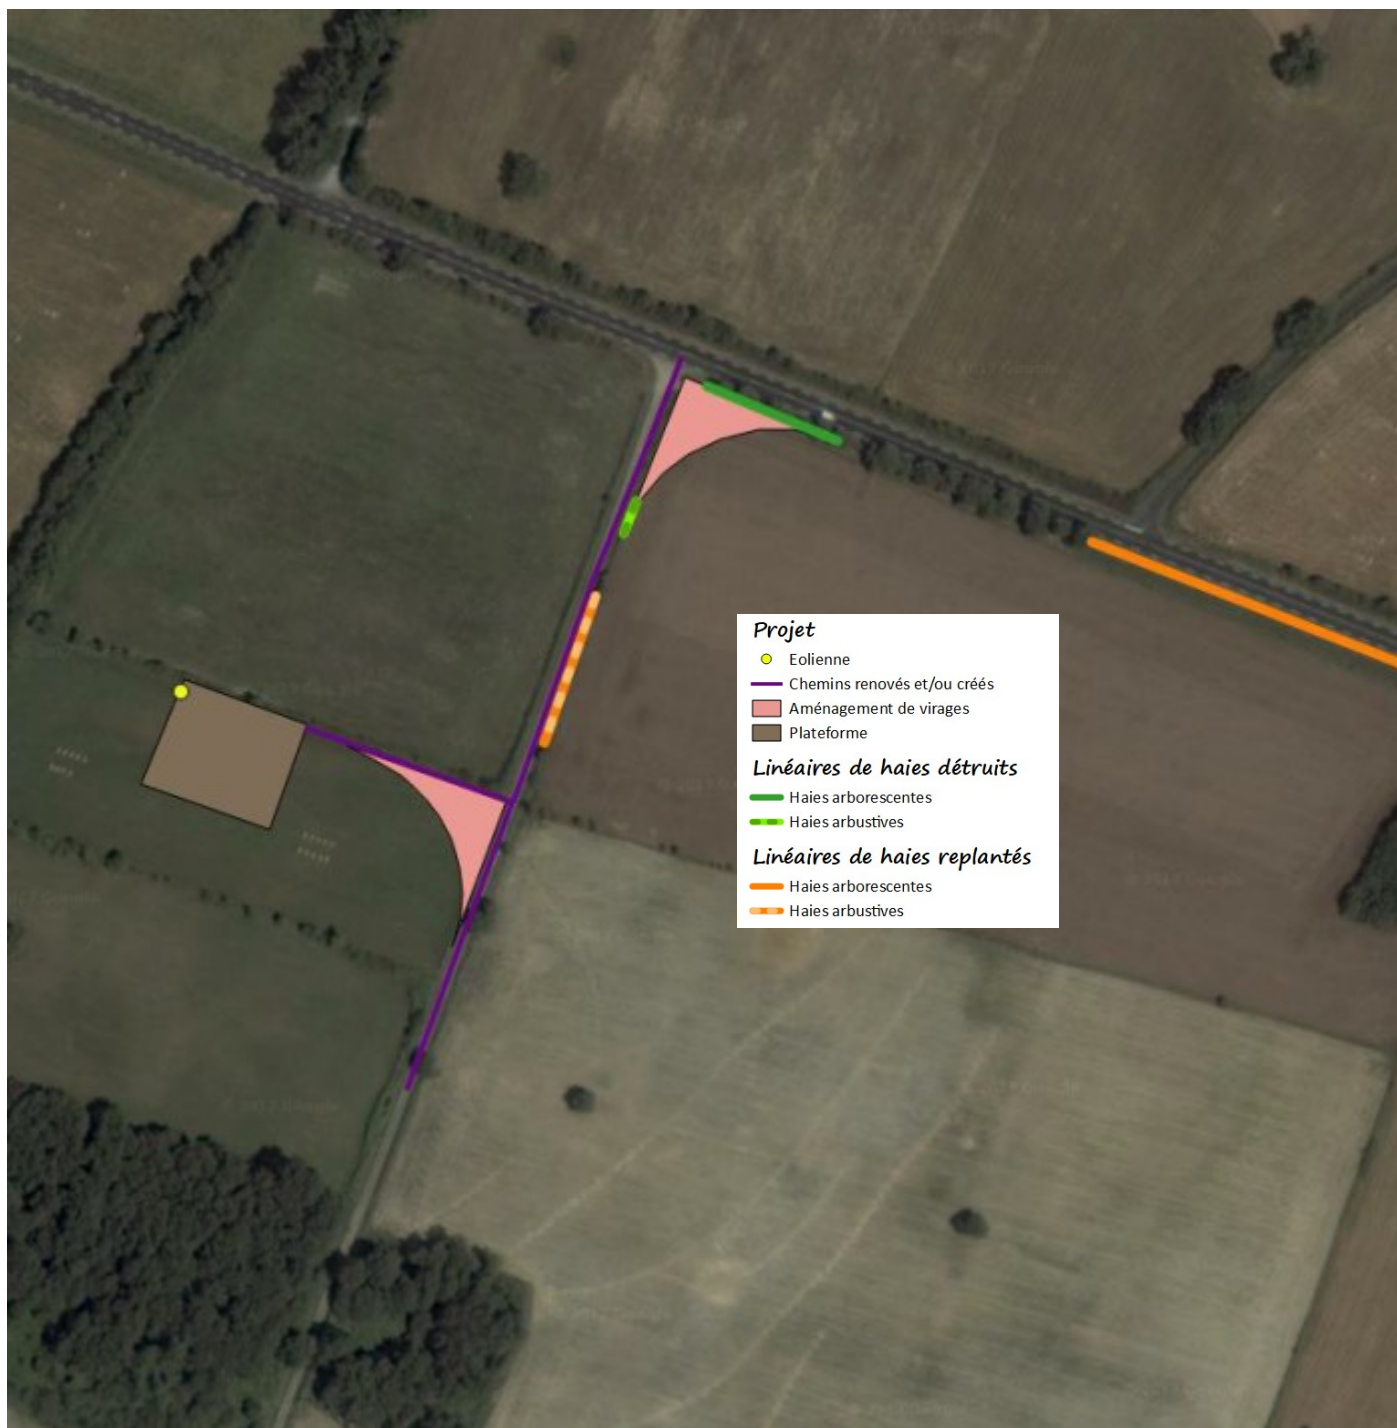 Projet
Eolienne
Chemins renovés et/ou créés
Aménagement de virages
Plateforme
Linéaires de haies détruits
Haies arborescentes
Haies arbustives
Linéaires de haies replantés
Haies arborescentes
Haies arbustives